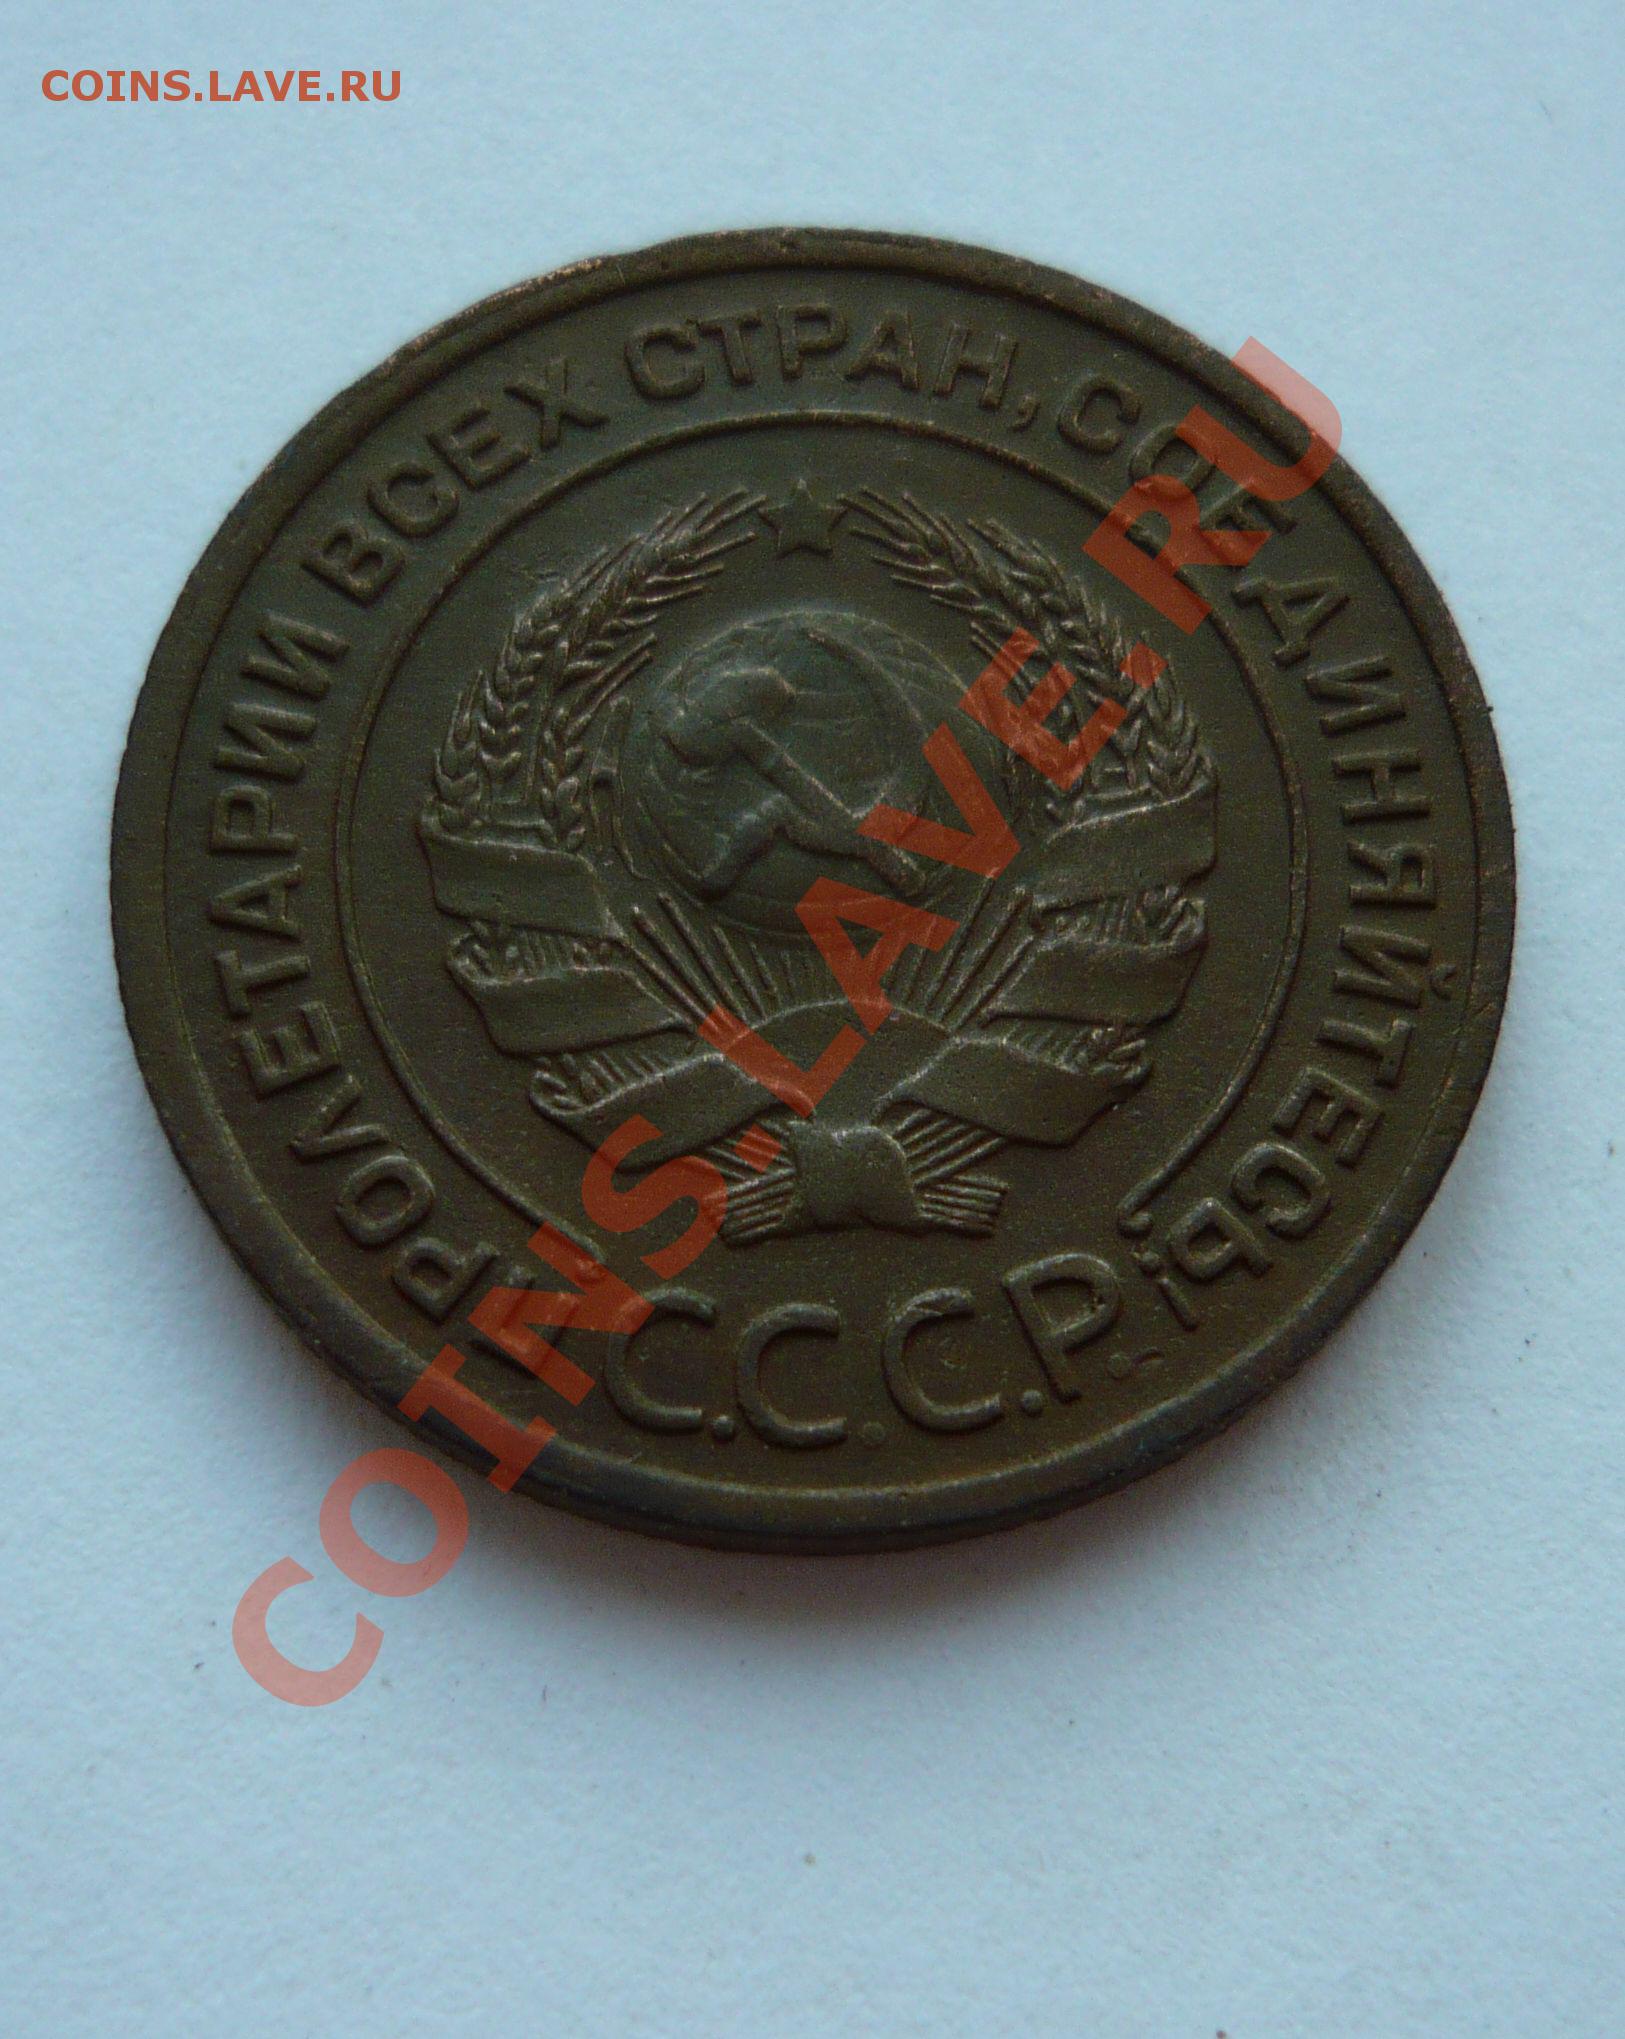 COINS.LAVE.RU
ПРОЛЕТАРИИ ВСЕХ СТРАН, СОЕДИНЯЙТЕСЬ!
С.С.С.Р.
COINS.LAVE.RU